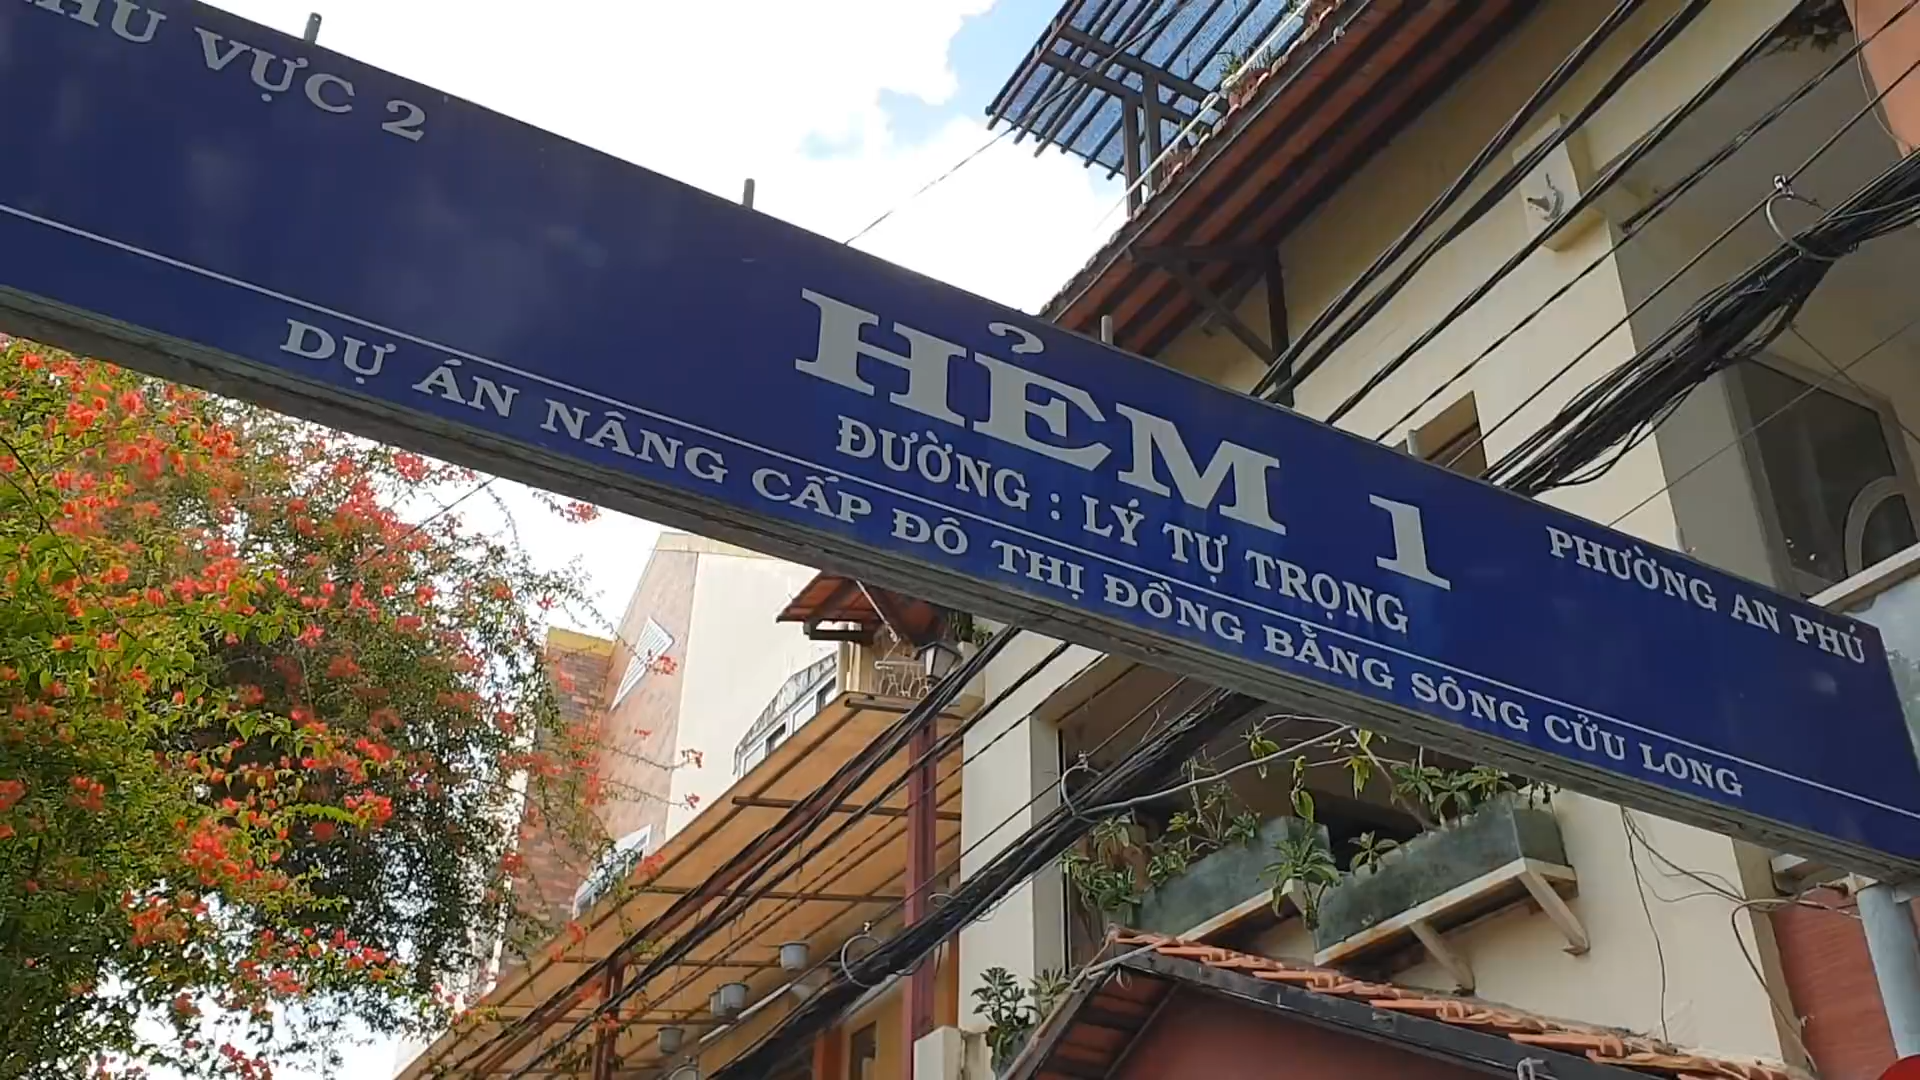 KHU VỰC 2
HẺM 1
PHƯỜNG AN PHÚ
ĐƯỜNG : LÝ TỰ TRỌNG
DỰ ÁN NÂNG CẤP ĐÔ THỊ ĐỒNG BẰNG SÔNG CỬU LONG